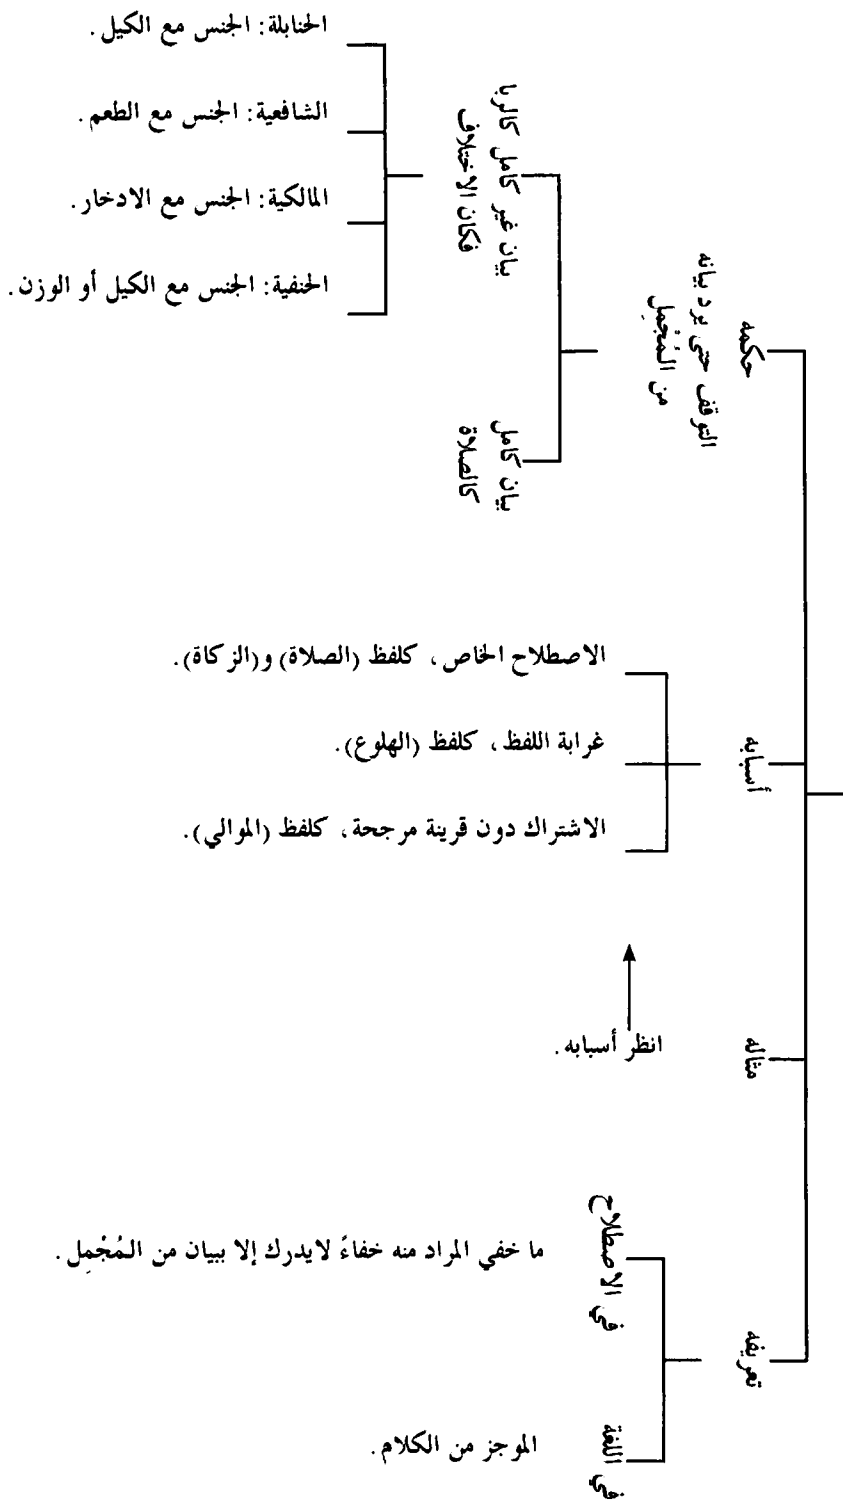 الحنابلة: الجنس مع الكيل.
الشافعية: الجنس مع الطعم.
المالكية: الجنس مع الادخار.
الحنفية: الجنس مع الكيل أو الوزن.
بيان غير كامل كالربا
فكان الاختلاف
بيان كامل
كالصلاة
حكمه
التوقف حتى يرد بيانه
من المُجْمِل
الاصطلاح الخاص، كلفظ (الصلاة) و(الزكاة).
غرابة اللفظ، كلفظ (الهلوع).
الاشتراك دون قرينة مرجحة، كلفظ (الموالي).
أسبابه
انظر أسبابه.
مثاله
في الاصطلاح
ما خفي المراد منه خفاءً لايدرك إلا ببيان من المُجْمِل.
تعريفه
في اللغة
الموجز من الكلام.